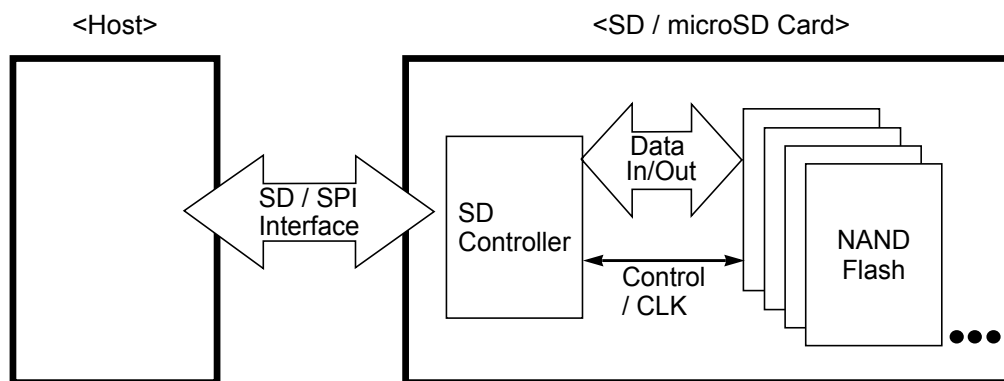 <Host>
<SD / microSD Card>
SD / SPI
Interface
SD
Controller
Data
In/Out
Control
/ CLK
NAND
Flash